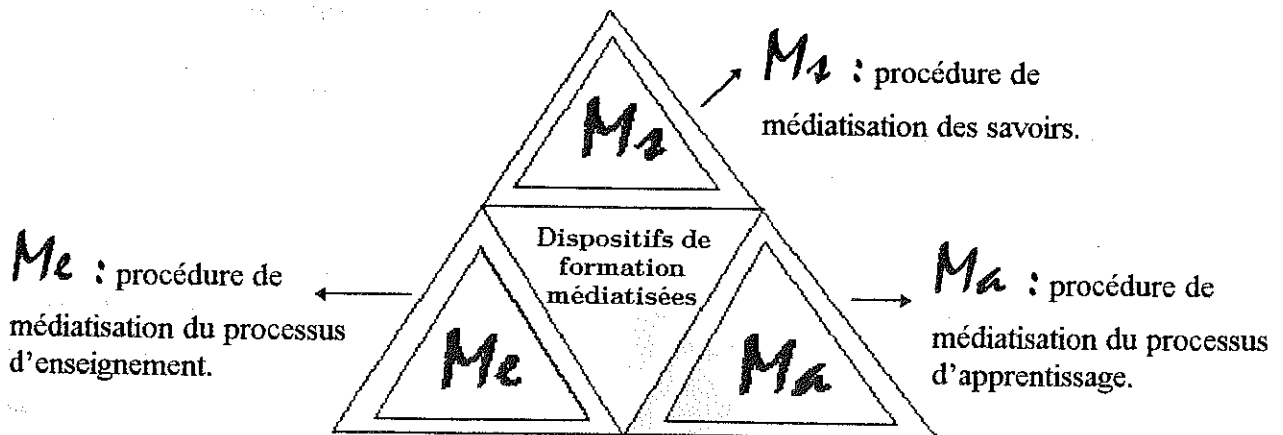 Ms : procédure de
médiatisation des savoirs.
Ms
Dispositifs de
formation
médiatisées
Me : procédure de
médiatisation du processus
d'enseignement.
Me
Ma : procédure de
médiatisation du processus
d'apprentissage.
Ma